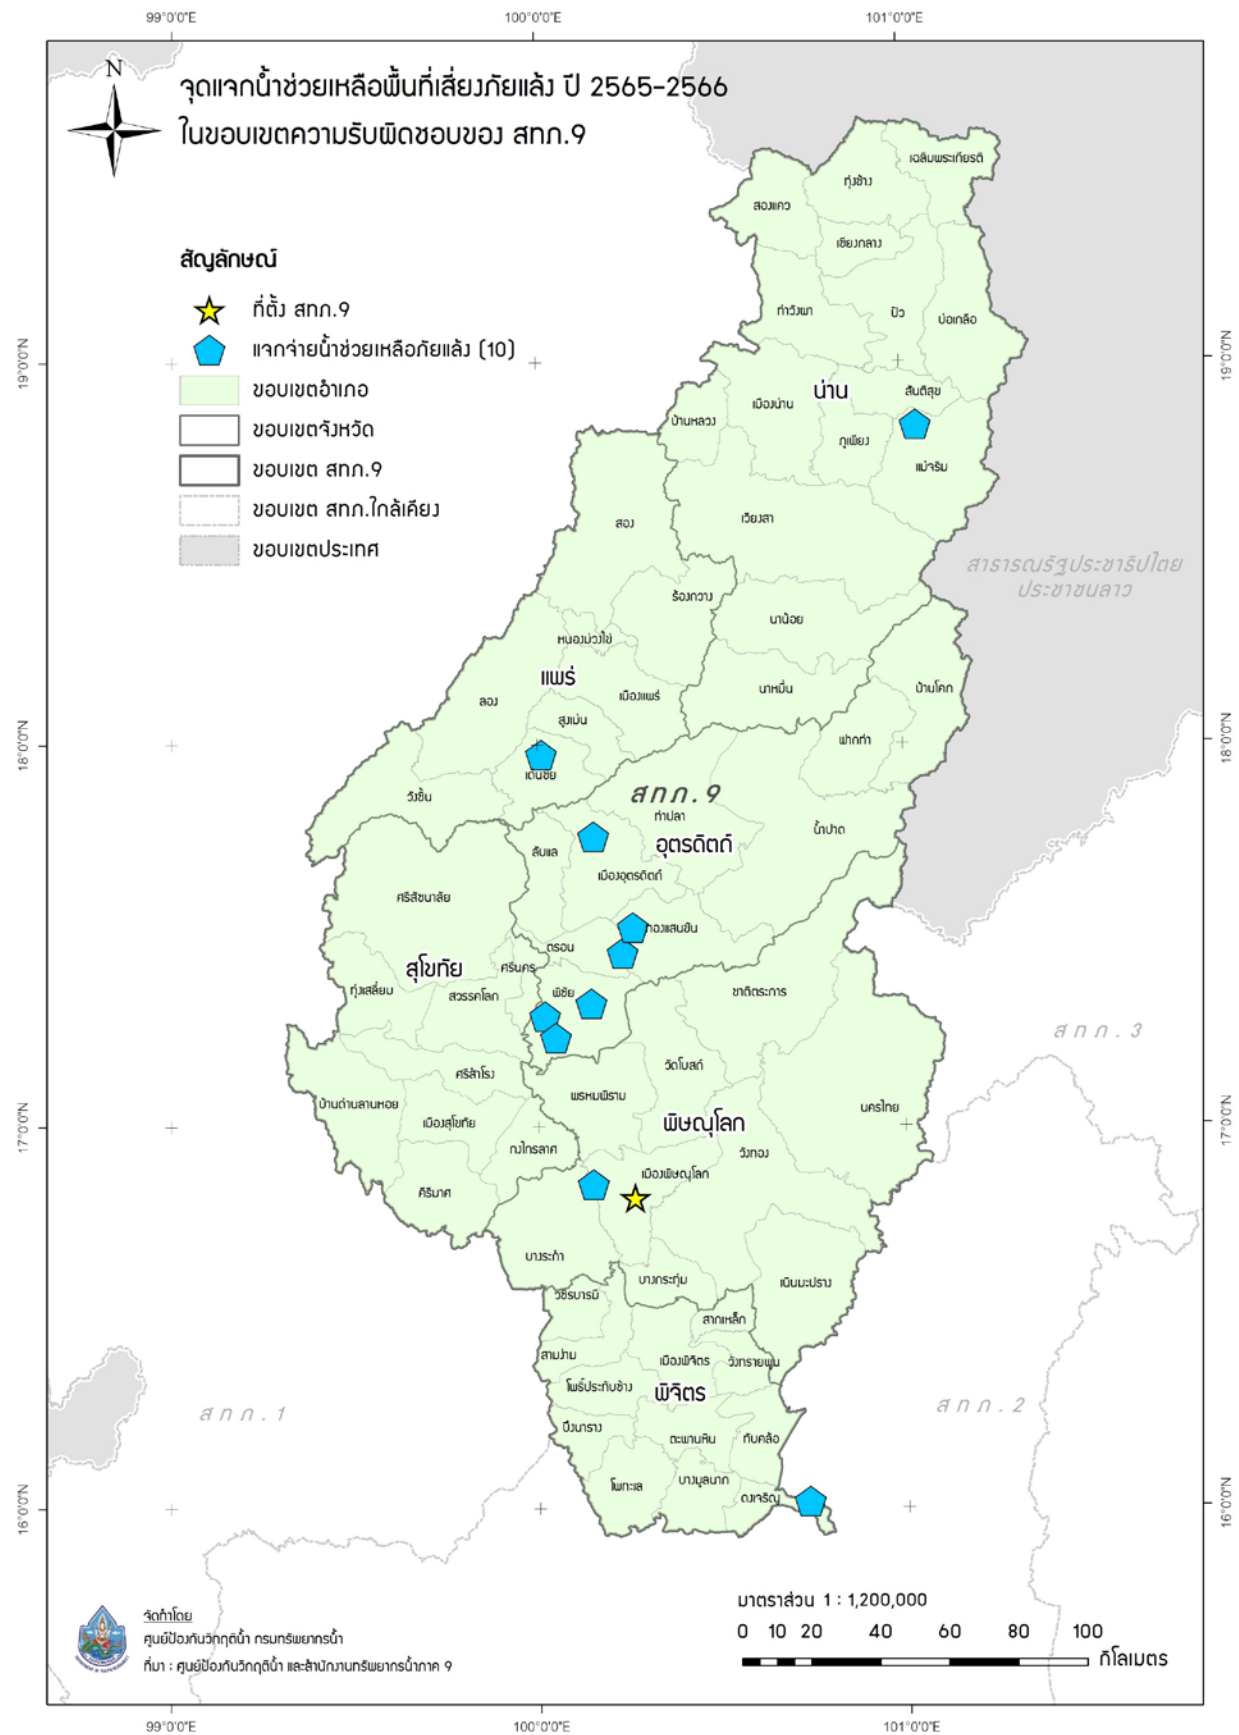 99°0'0"E 100°0'0"E 101°0'0"E
N
จุดแจกน้ำช่วยเหลือพื้นที่เสี่ยงภัยแล้ง ปี 2565-2566
ในขอบเขตความรับผิดชอบของ สทภ.9
สัญลักษณ์
ที่ตั้ง สทภ.9
แจกจ่ายน้ำช่วยเหลือภัยแล้ง (10)
ขอบเขตอำเภอ
ขอบเขตจังหวัด
ขอบเขต สทภ.9
ขอบเขต สทภ.ใกล้เคียง
ขอบเขตประเทศ
เฉลิมพระเกียรติ
ทุ่งช้าง
สองแคว
เชียงกลาง
ท่าวังผา
ปัว
บ่อเกลือ
19°0'0"N 19°0'0"N
น่าน
สันติสุข
เมืองน่าน
บ้านหลวง
ภูเพียง
แม่จริม
เวียงสา
สอง
สาธารณรัฐประชาธิปไตย
ประชาชนลาว
ร้องกวาง
นาน้อย
หนองม่วงไข่
แพร่
เมืองแพร่
นาหมื่น
บ้านโคก
ลอง
สูงเม่น
ฟากท่า
18°0'0"N 18°0'0"N
เด่นชัย
วังชิ้น
สทภ.9
ท่าปลา
น้ำปาด
อุตรดิตถ์
ลับแล
เมืองอุตรดิตถ์
ศรีสัชนาลัย
ทองแสนขัน
ตรอน
สุโขทัย
ศรีนคร
ทุ่งเสลี่ยม
สวรรคโลก
พิชัย
ชาติตระการ
สทภ.3
วัดโบสถ์
ศรีสำโรง
พรหมพิราม
บ้านด่านลานหอย
นครไทย
เมืองสุโขทัย
พิษณุโลก
17°0'0"N 17°0'0"N
กงไกรลาศ
วังทอง
เมืองพิษณุโลก
คีรีมาศ
บางระกำ
บางกระทุ่ม
เนินมะปราง
วชิรบารมี
สากเหล็ก
สามง่าม
เมืองพิจิตร
วังทรายพูน
โพธิ์ประทับช้าง
พิจิตร
สทภ.1
สทภ.2
บึงนาราง
ตะพานหิน
ทับคล้อ
โพทะเล
บางมูลนาก
ดงเจริญ
16°0'0"N 16°0'0"N
จัดทำโดย
ศูนย์ป้องกันวิกฤติน้ำ กรมทรัพยากรน้ำ
ที่มา : ศูนย์ป้องกันวิกฤติน้ำ และสำนักงานทรัพยากรน้ำภาค 9
มาตราส่วน 1 : 1,200,000
0 10 20 40 60 80 100
กิโลเมตร
99°0'0"E 100°0'0"E 101°0'0"E